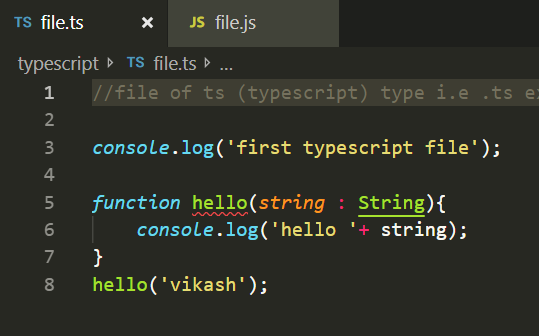 TS file.ts × JS file.js
typescript > TS file.ts > ...
1 //file of ts (typescript) type i.e .ts
2
3 console.log('first typescript file');
4
5 function hello(string : String){
6 console.log('hello '+ string);
7 }
8 hello('vikash');